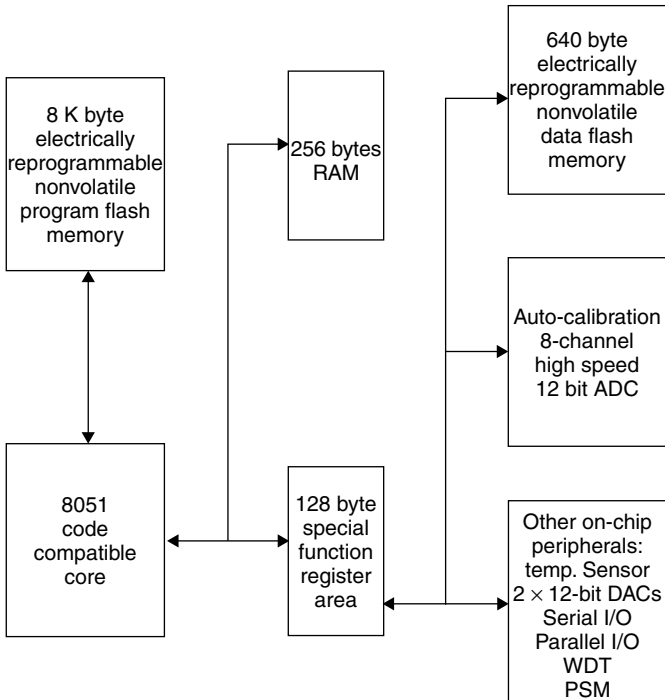 8 K byte
electrically
reprogrammable
nonvolatile
program flash
memory
256 bytes
RAM
640 byte
electrically
reprogrammable
nonvolatile
data flash
memory
Auto-calibration
8-channel
high speed
12 bit ADC
8051
code
compatible
core
128 byte
special
function
register
area
Other on-chip
peripherals:
temp. Sensor
2 × 12-bit DACs
Serial I/O
Parallel I/O
WDT
PSM